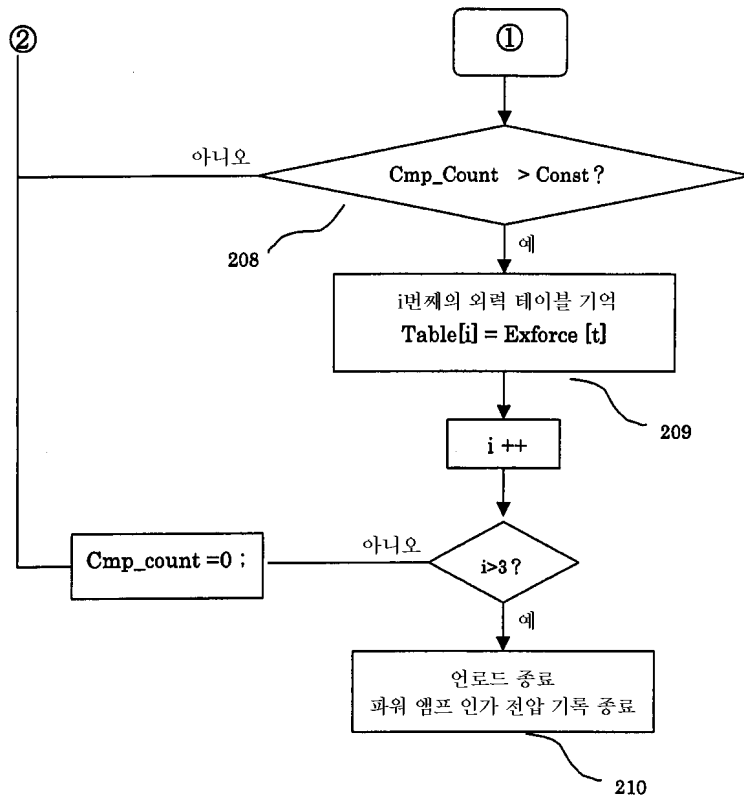 ②
①
아니오
Cmp_Count > Const ?
208
예
i번째의 외력 테이블 기억
Table[i] = Exforce [t]
209
i ++
아니오
Cmp_count =0 ;
i>3 ?
예
언로드 종료
파워 앰프 인가 전압 기록 종료
210